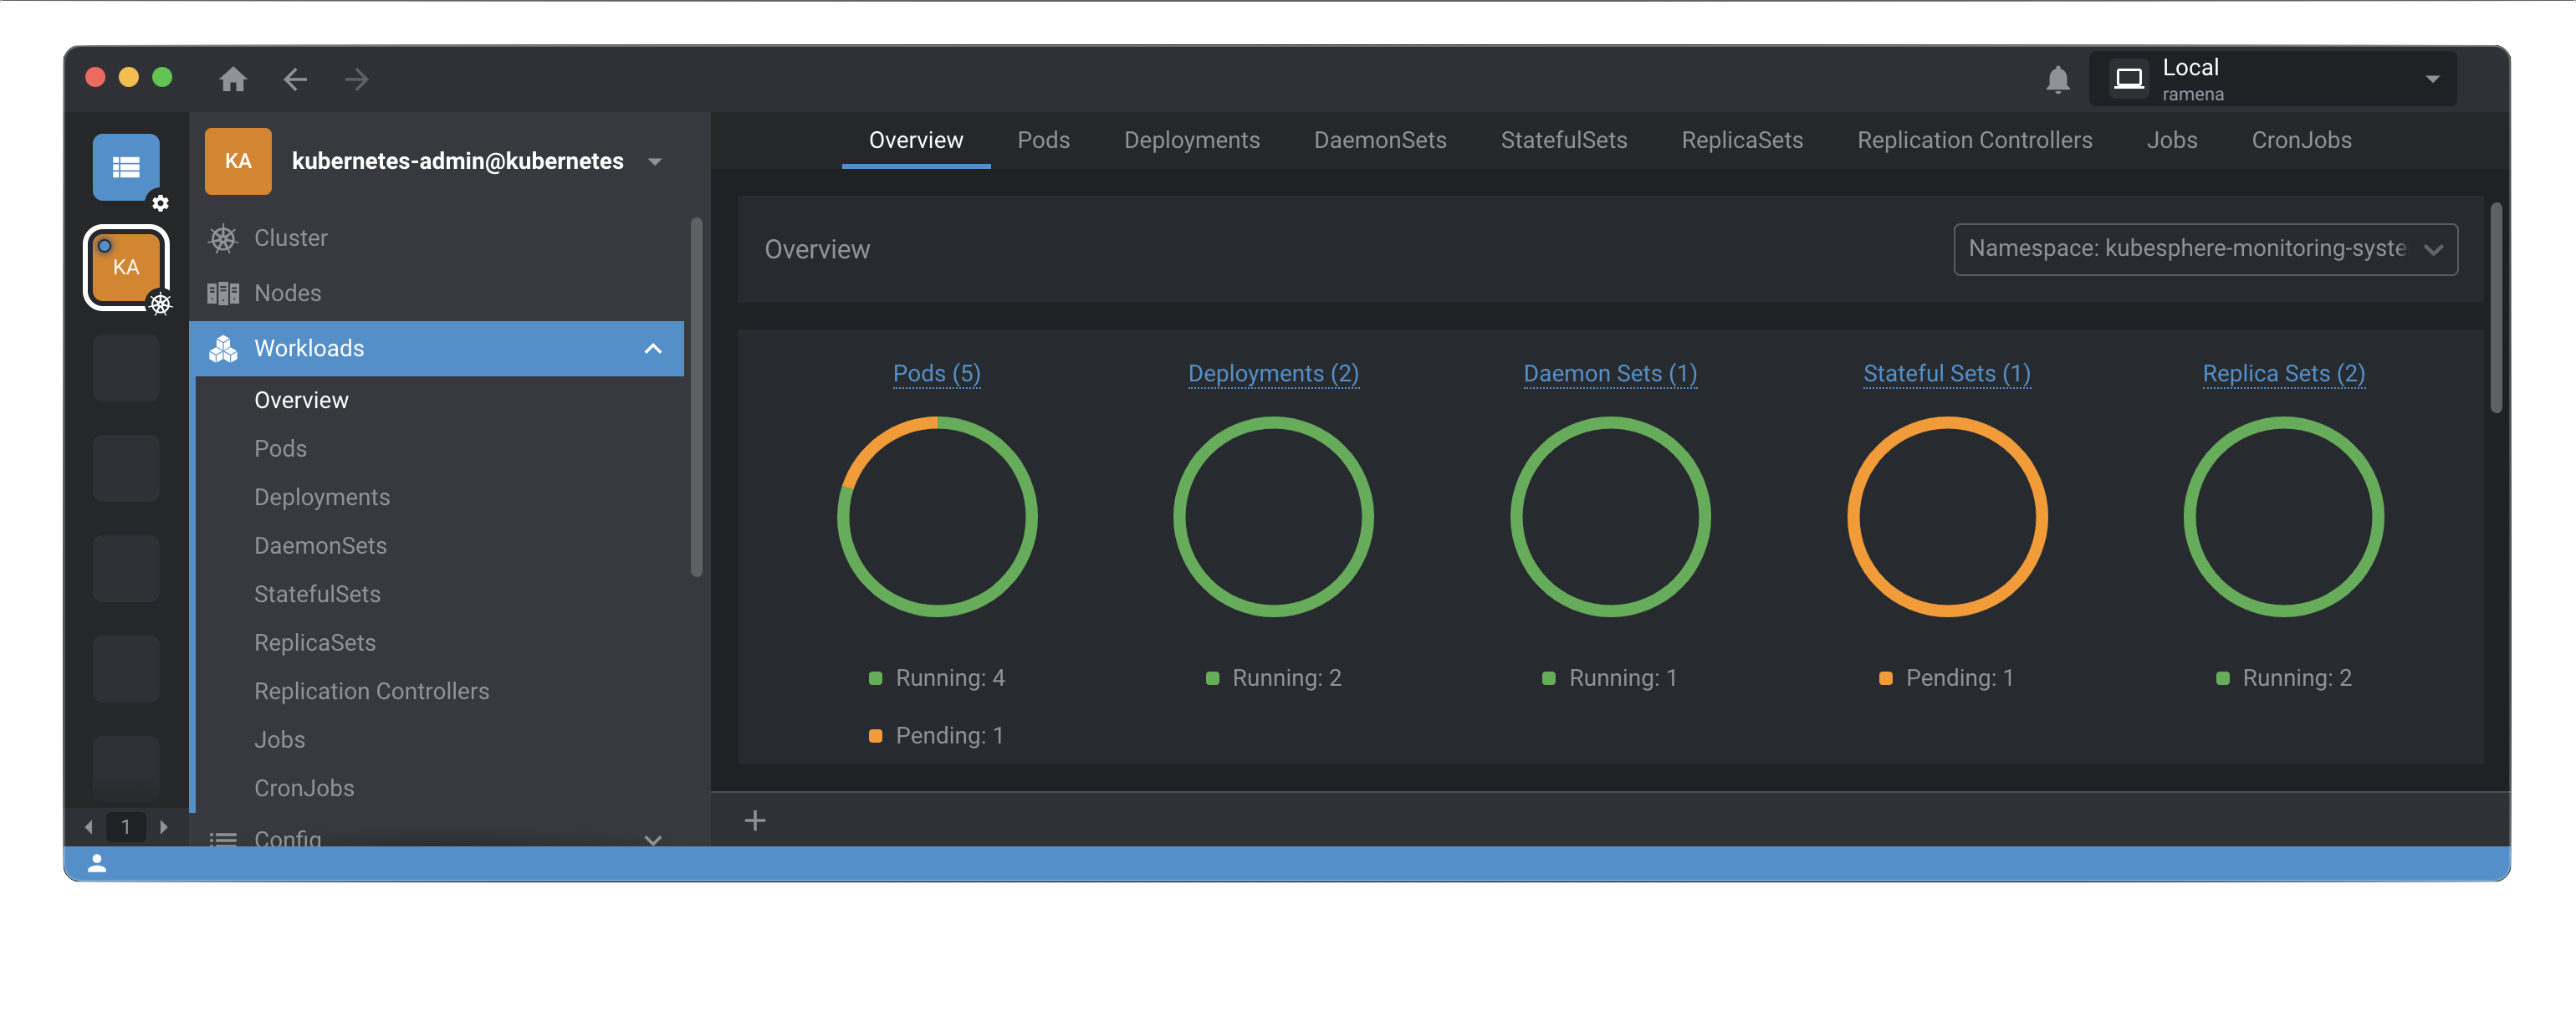 Local
ramena
KA
kubernetes-admin@kubernetes
KA
1
Cluster
Nodes
Workloads
Overview
Pods
Deployments
DaemonSets
StatefulSets
ReplicaSets
Replication Controllers
Jobs
CronJobs
Config
Overview Pods Deployments DaemonSets StatefulSets ReplicaSets Replication Controllers Jobs CronJobs
Overview
Namespace: kubesphere-monitoring-syste
Pods (5) Deployments (2) Daemon Sets (1) Stateful Sets (1) Replica Sets (2)
Running: 4 Running: 2 Running: 1 Pending: 1 Running: 2
Pending: 1